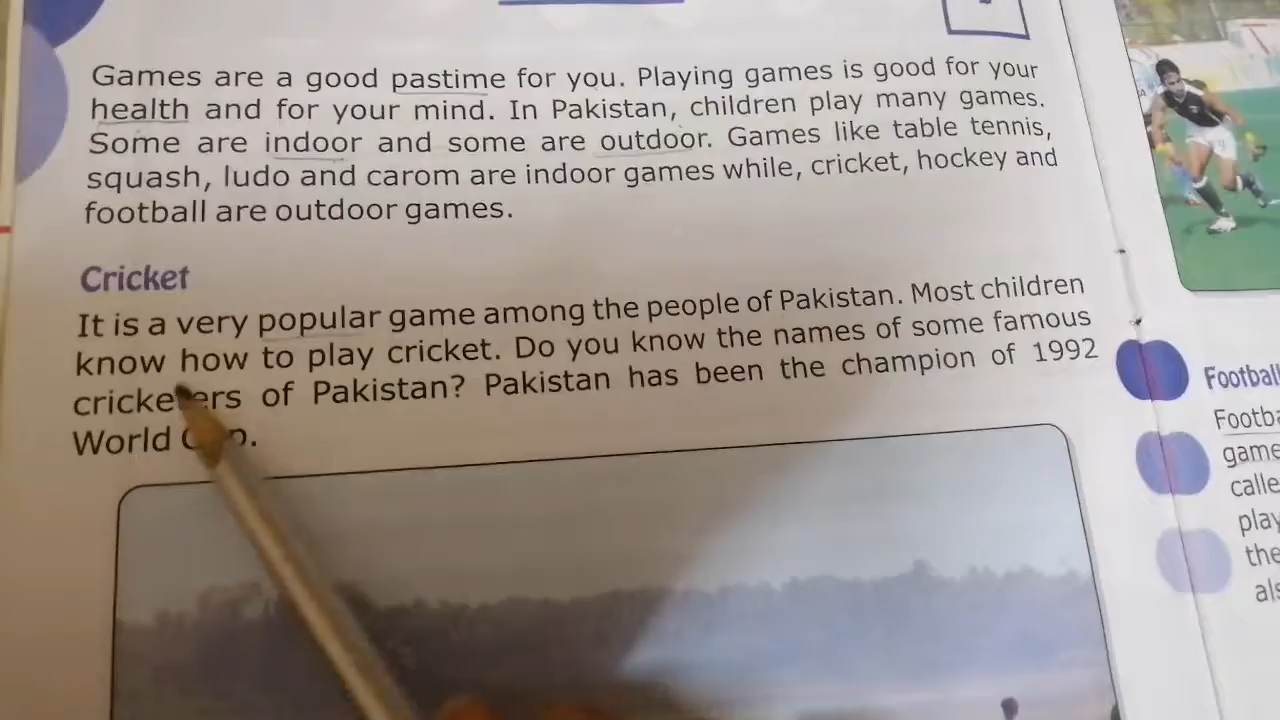 Games are a good pastime for you. Playing games is good for your
health and for your mind. In Pakistan, children play many games.
Some are indoor and some are outdoor. Games like table tennis,
squash, ludo and carom are indoor games while, cricket, hockey and
football are outdoor games.
Cricket
It is a very popular game among the people of Pakistan. Most children
know how to play cricket. Do you know the names of some famous
cricketers of Pakistan? Pakistan has been the champion of 1992
World Cup.
Football
game
the